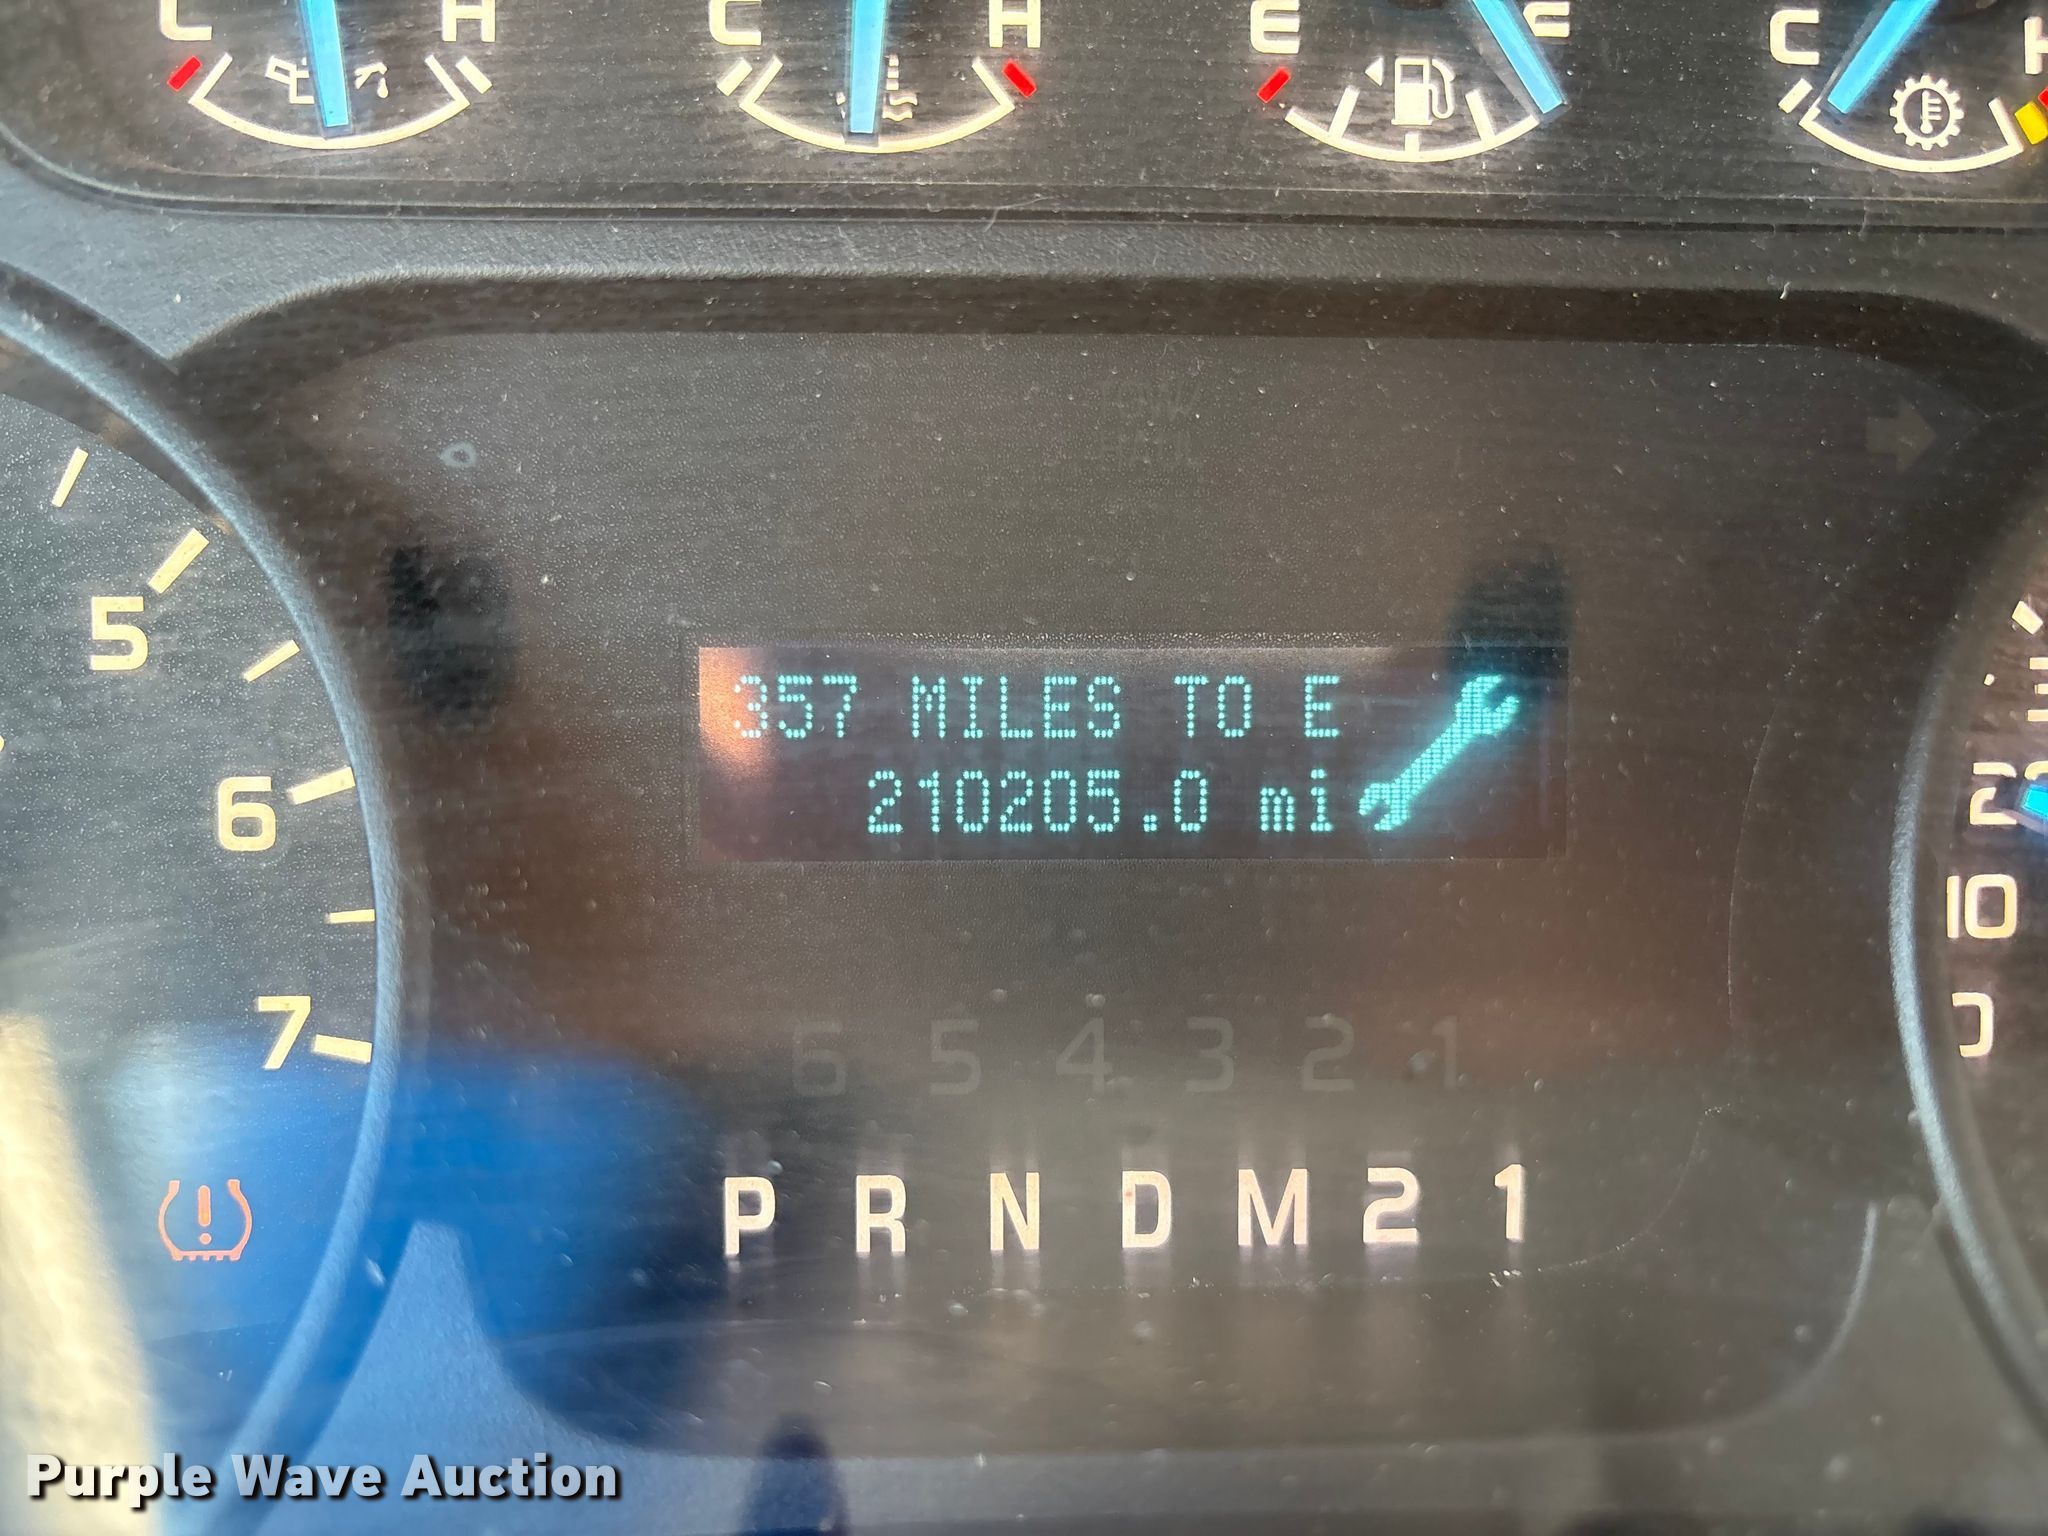 L H C H E F C H
5
6
7
357 MILES TO E
210205.0 mi
10
0
6 5 4 3 2 1
P R N D M 2 1
Purple Wave Auction